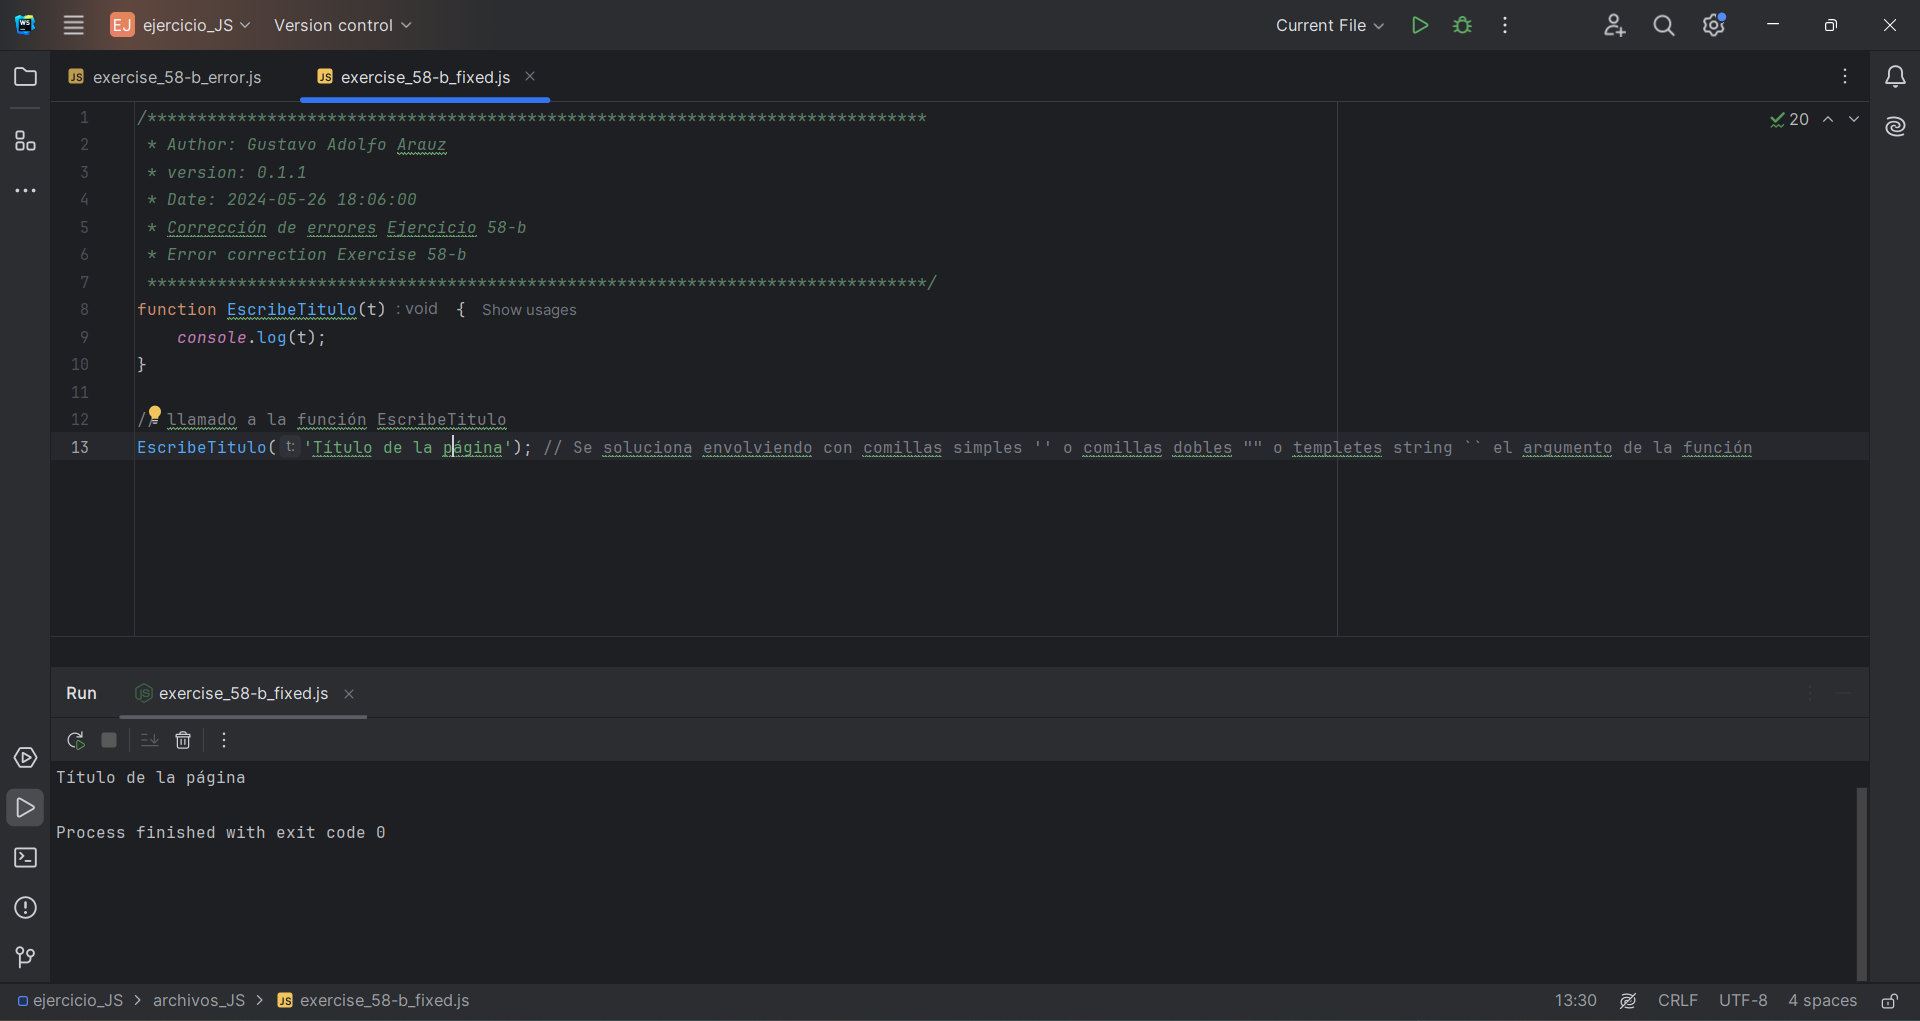 WS EJ ejercicio_JS Version control Current File
JS exercise_58-b_error.js JS exercise_58-b_fixed.js
20
1 /******************************************************************************
2 * Author: Gustavo Adolfo Arauz
3 * version: 0.1.1
4 * Date: 2024-05-26 18:06:00
5 * Corrección de errores Ejercicio 58-b
6 * Error correction Exercise 58-b
7 ******************************************************************************/
8 function EscribeTitulo(t) : void { Show usages
9 console.log(t);
10 }
11
12 // llamado a la función EscribeTitulo
13 EscribeTitulo( t: 'Título de la página'); // Se soluciona envolviendo con comillas simples '' o comillas dobles "" o templetes string `` el argumento de la función
Run JS exercise_58-b_fixed.js
Título de la página
Process finished with exit code 0
ejercicio_JS > archivos_JS > JS exercise_58-b_fixed.js 13:30 CRLF UTF-8 4 spaces